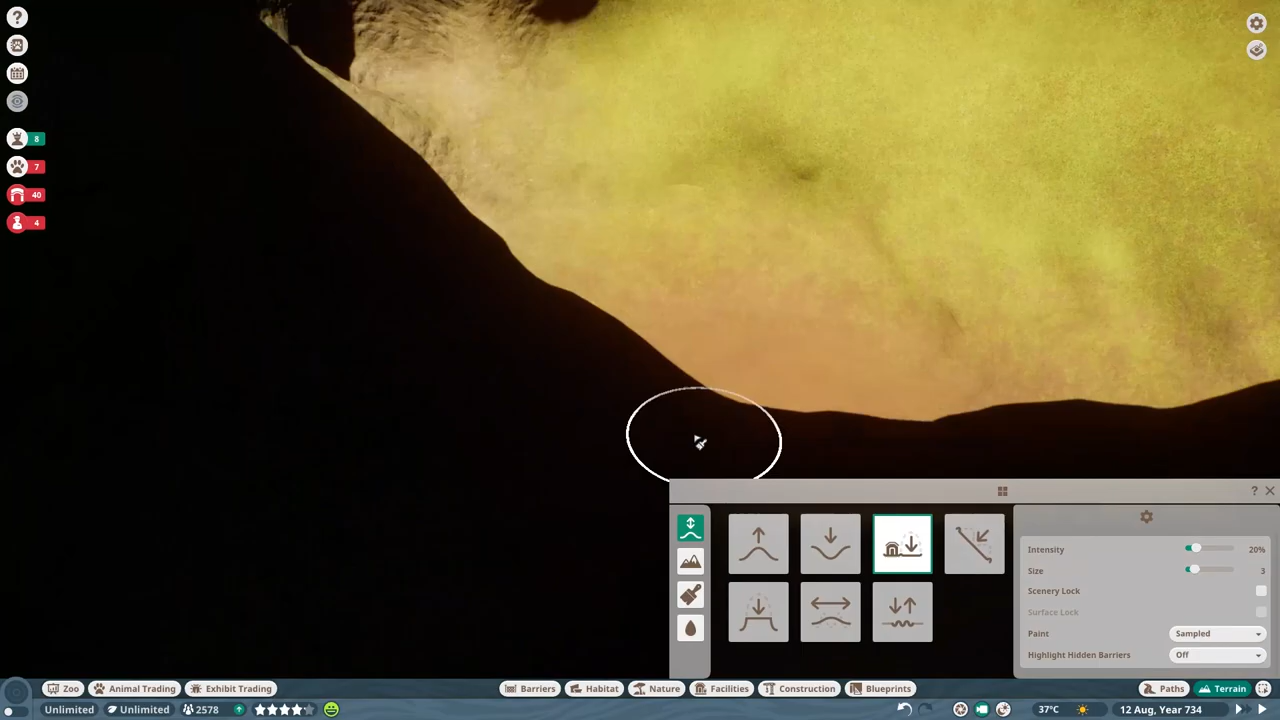 ?
8
7
40
4
?
Intensity 20%
Size 3
Scenery Lock
Surface Lock
Paint Sampled
Highlight Hidden Barriers Off
Zoo Animal Trading Exhibit Trading Barriers Habitat Nature Facilities Construction Blueprints Paths Terrain
Unlimited Unlimited 2578 37°C 12 Aug, Year 734